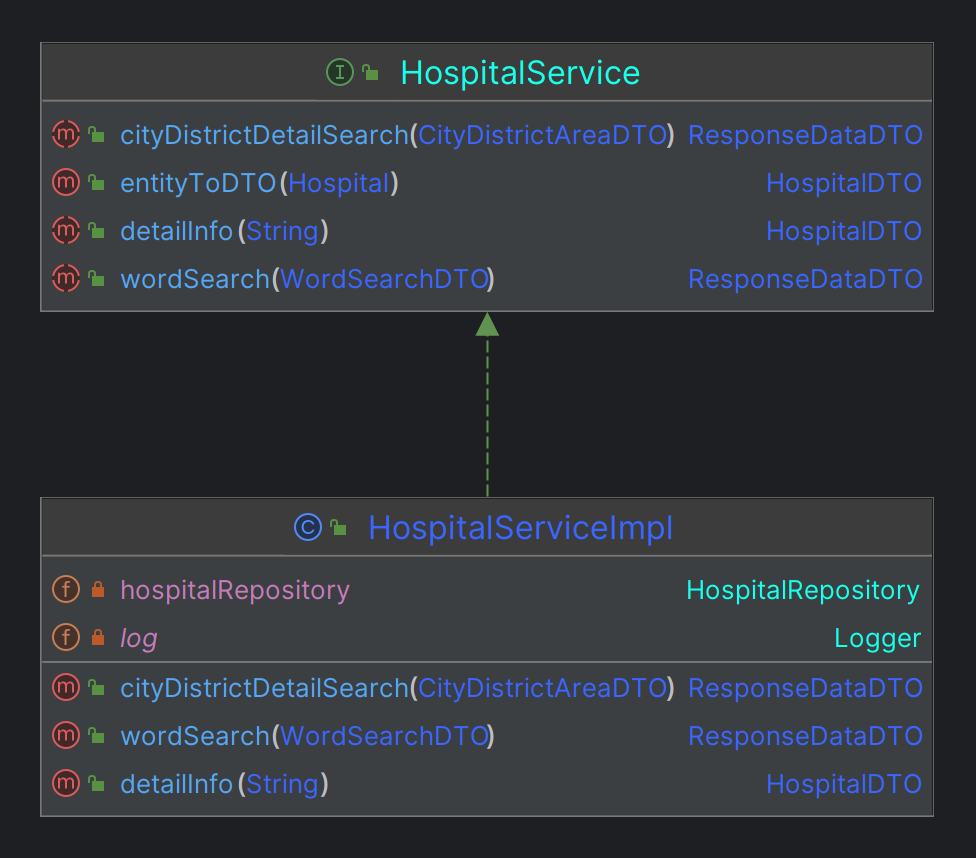 I HospitalService
m cityDistrictDetailSearch(CityDistrictAreaDTO) ResponseDataDTO
m entityToDTO(Hospital) HospitalDTO
m detailInfo(String) HospitalDTO
m wordSearch(WordSearchDTO) ResponseDataDTO
C HospitalServiceImpl
f hospitalRepository HospitalRepository
f log Logger
m cityDistrictDetailSearch(CityDistrictAreaDTO) ResponseDataDTO
m wordSearch(WordSearchDTO) ResponseDataDTO
m detailInfo(String) HospitalDTO